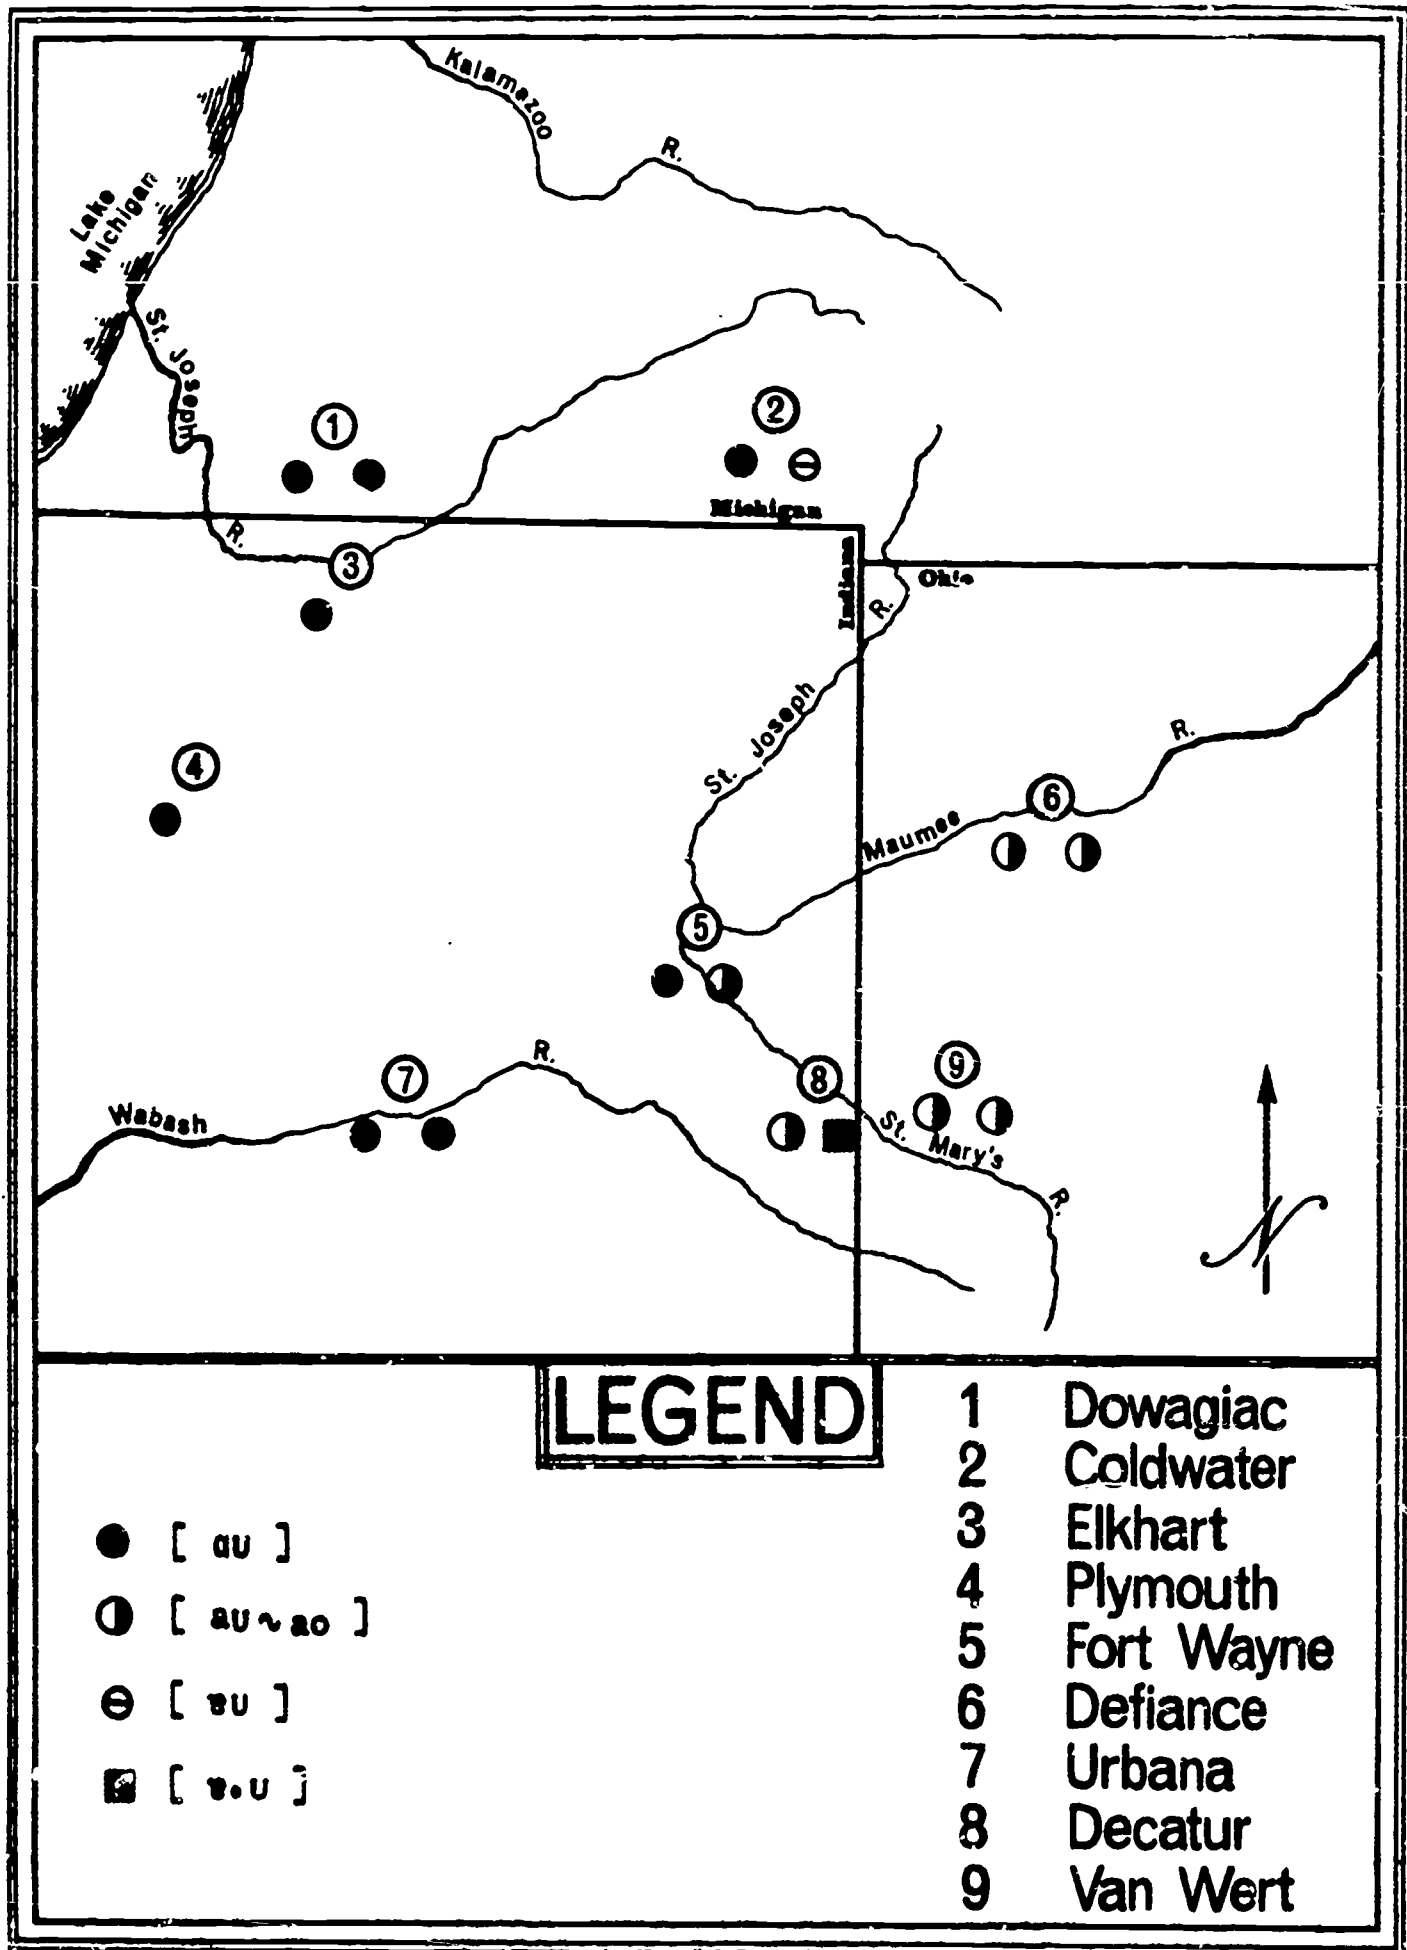 Kalamazoo R.
Lake
Michigan
St. Joseph R.
1
2
Michigan
3
Indiana
Ohio
R.
St. Joseph
4
R.
6
Maumee
5
R.
7
8
9
Wabash
St. Mary's R.
N
LEGEND
[ aU ]
[ aU ~ ao ]
1 Dowagiac
2 Coldwater
3 Elkhart
4 Plymouth
5 Fort Wayne
6 Defiance
7 Urbana
8 Decatur
9 Van Wert